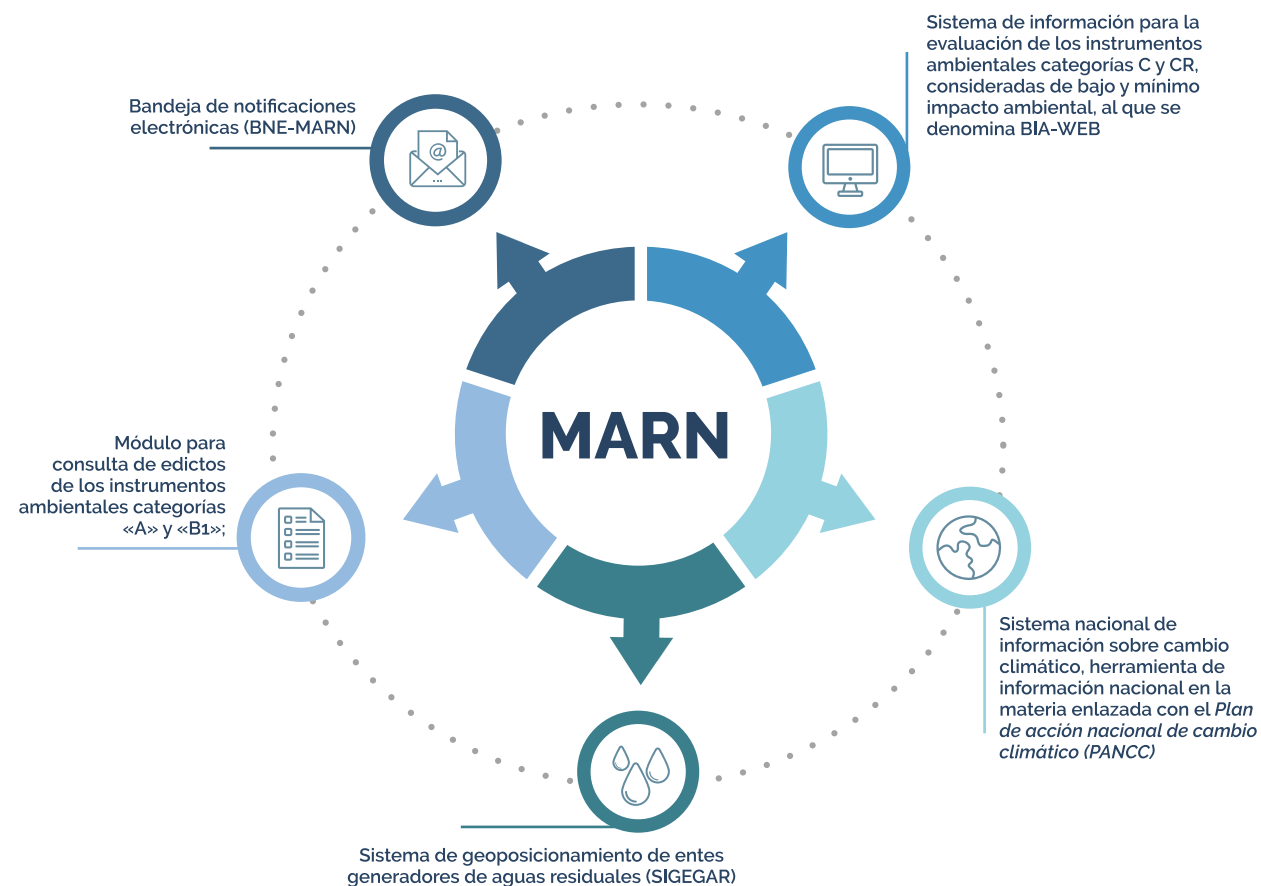 Sistema de información para la
evaluación de los instrumentos
ambientales categorías C y CR,
consideradas de bajo y mínimo
impacto ambiental, al que se
denomina BIA-WEB
Bandeja de notificaciones
electrónicas (BNE-MARN)
@
MARN
Módulo para
consulta de edictos
de los instrumentos
ambientales categorías
«A» y «B1»;
Sistema nacional de
información sobre cambio
climático, herramienta de
información nacional en la
materia enlazada con el Plan
de acción nacional de cambio
climático (PANCC)
Sistema de geoposicionamiento de entes
generadores de aguas residuales (SIGEGAR)